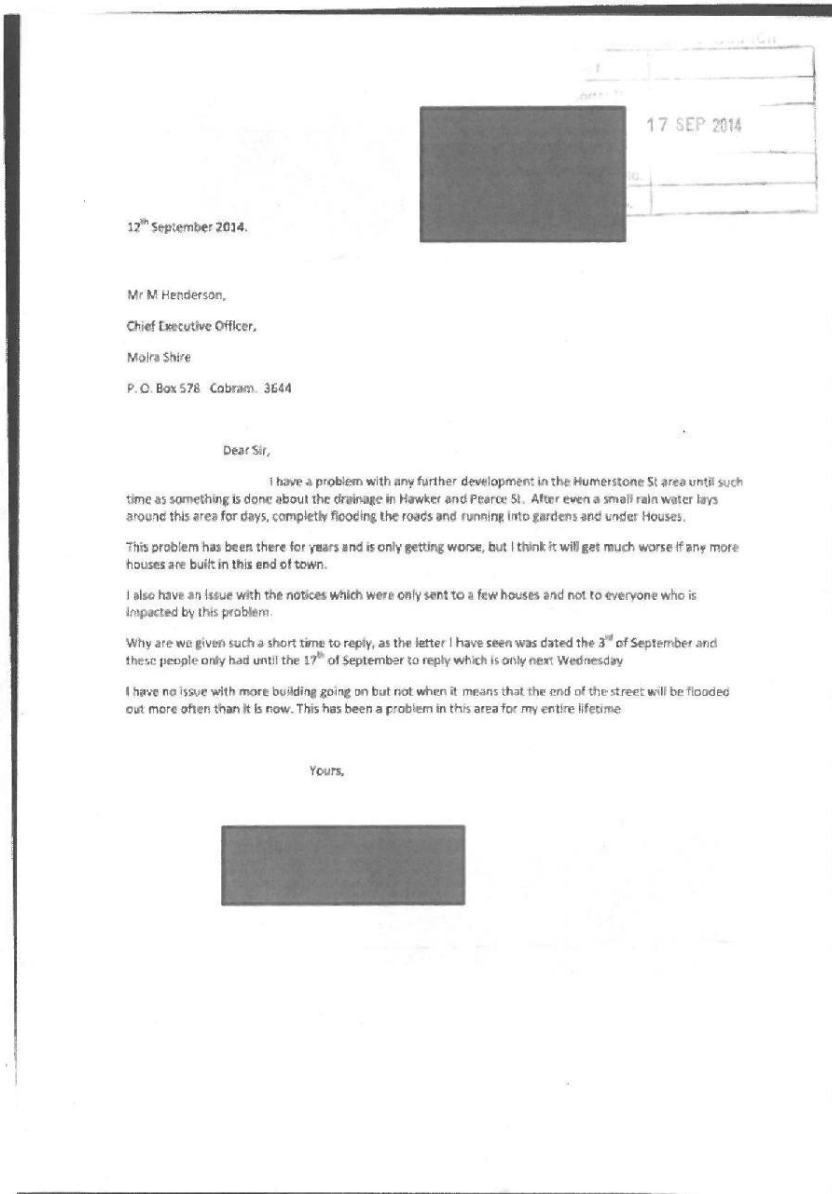 17 SEP 2014
12th September 2014.
Mr M Henderson,
Chief Executive Officer,
Moira Shire
P. O. Box 578 Cobram. 3644
Dear Sir,
I have a problem with any further development in the Humerstone St area until such
time as something is done about the drainage in Hawker and Pearce St. After even a small rain water lays
around this area for days, completly flooding the roads and running into gardens and under Houses.
This problem has been there for years and is only getting worse, but I think it will get much worse if any more
houses are built in this end of town.
I also have an issue with the notices which were only sent to a few houses and not to everyone who is
impacted by this problem.
Why are we given such a short time to reply, as the letter I have seen was dated the 3rd of September and
these people only had until the 17th of September to reply which is only next Wednesday
I have no issue with more building going on but not when it means that the end of the street will be flooded
out more often than it is now. This has been a problem in this area for my entire lifetime
Yours,